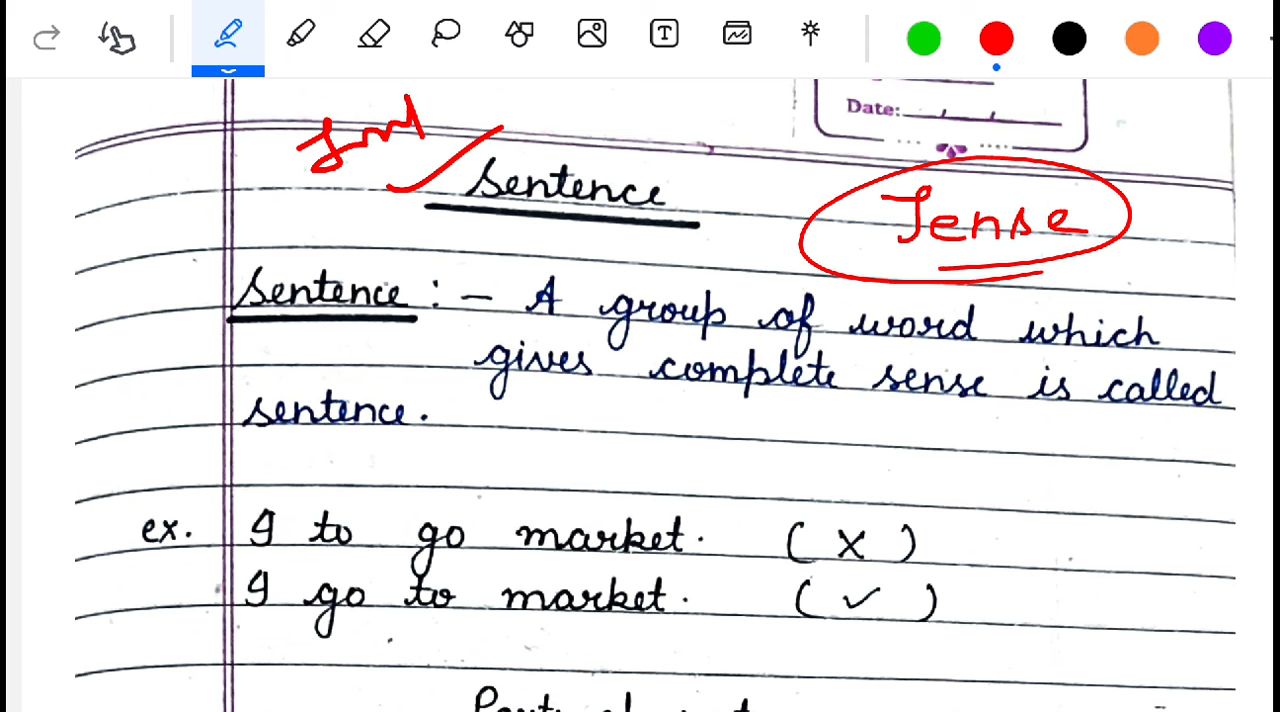 Date:
Sentence
Tense
Sentence : - A group of word which
gives complete sense is called
sentence.
ex. I to go market. ( X )
I go to market. ( ✓ )